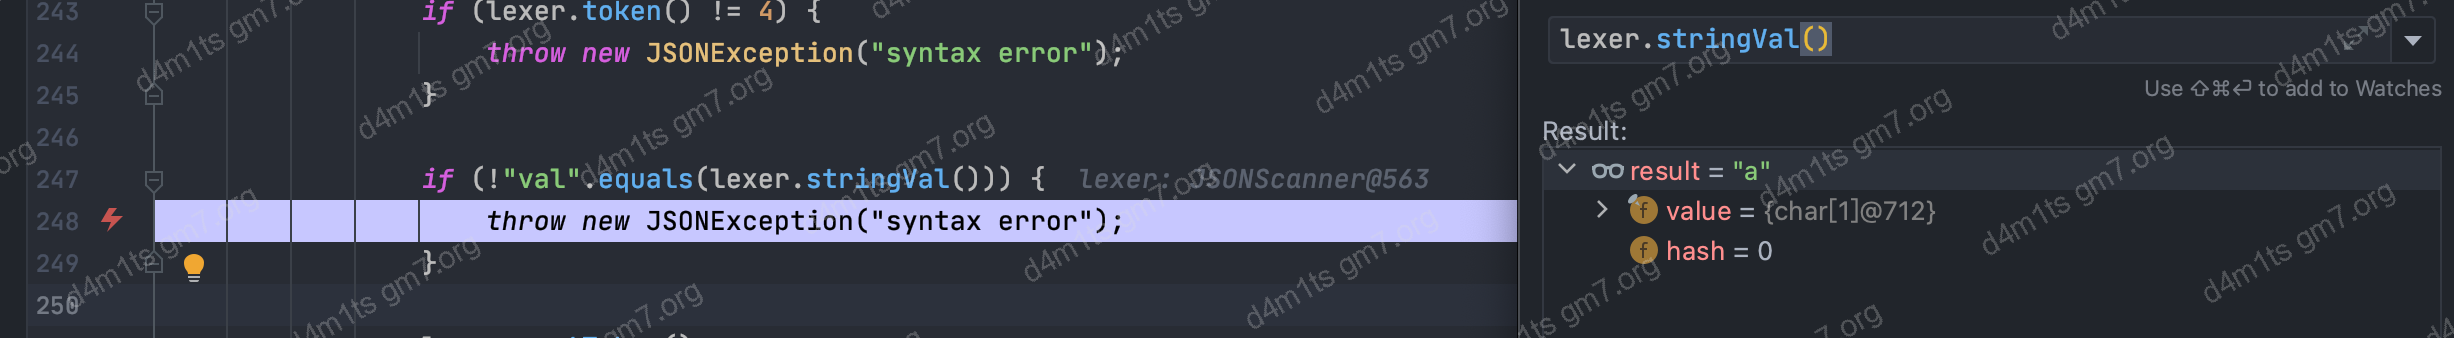 243 if (lexer.token() != 4) {
244 throw new JSONException("syntax error");
245 }
246
247 if (!"val".equals(lexer.stringVal())) { lexer: JSONScanner@563
248 throw new JSONException("syntax error");
249 }
250
lexer.stringVal()
Use ⇧⌘⏎ to add to Watches
Result:
result = "a"
value = {char[1]@712}
hash = 0
d4m1ts gm7.org